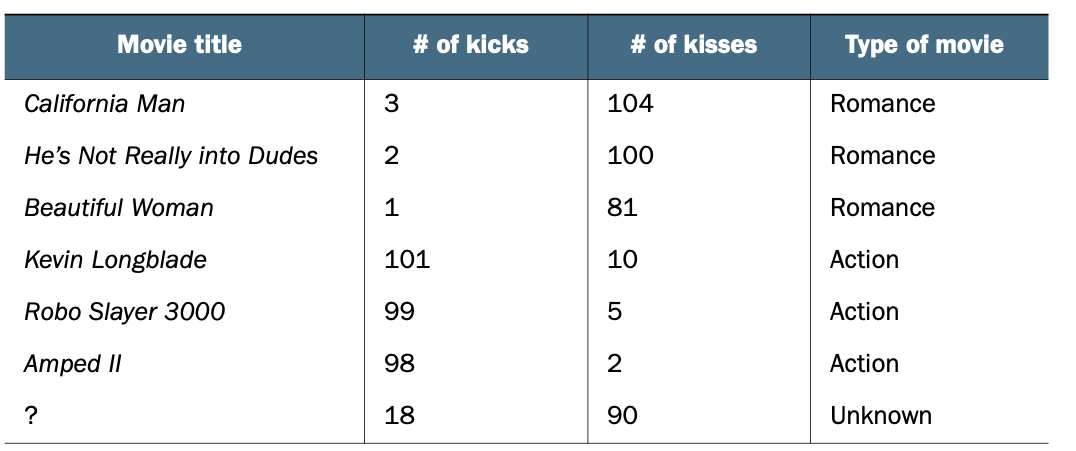 Movie title # of kicks # of kisses Type of movie
California Man 3 104 Romance
He's Not Really into Dudes 2 100 Romance
Beautiful Woman 1 81 Romance
Kevin Longblade 101 10 Action
Robo Slayer 3000 99 5 Action
Amped II 98 2 Action
? 18 90 Unknown